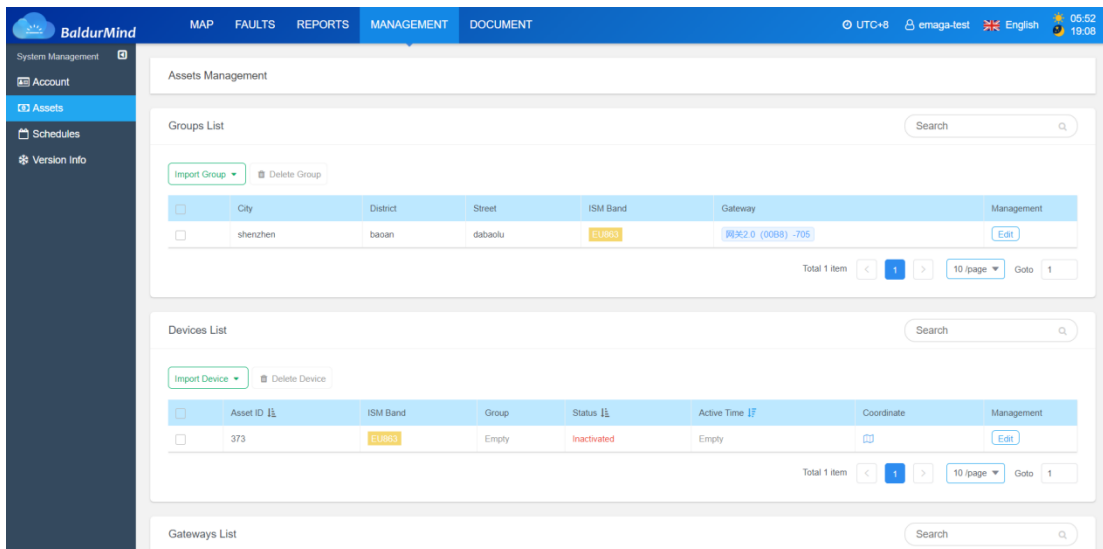 BaldurMind MAP FAULTS REPORTS MANAGEMENT DOCUMENT UTC+8 emaga-test English 05:52
19:08
System Management
Account
Assets
Schedules
Version Info
Assets Management
Groups List Search
Import Group Delete Group
City District Street ISM Band Gateway Management
shenzhen baoan dabaolu EU863 网关2.0 (00B8) -705 Edit
Total 1 item < 1 > 10 /page Goto 1
Devices List Search
Import Device Delete Device
Asset ID ISM Band Group Status Active Time Coordinate Management
373 EU863 Empty Inactivated Empty Edit
Total 1 item < 1 > 10 /page Goto 1
Gateways List Search